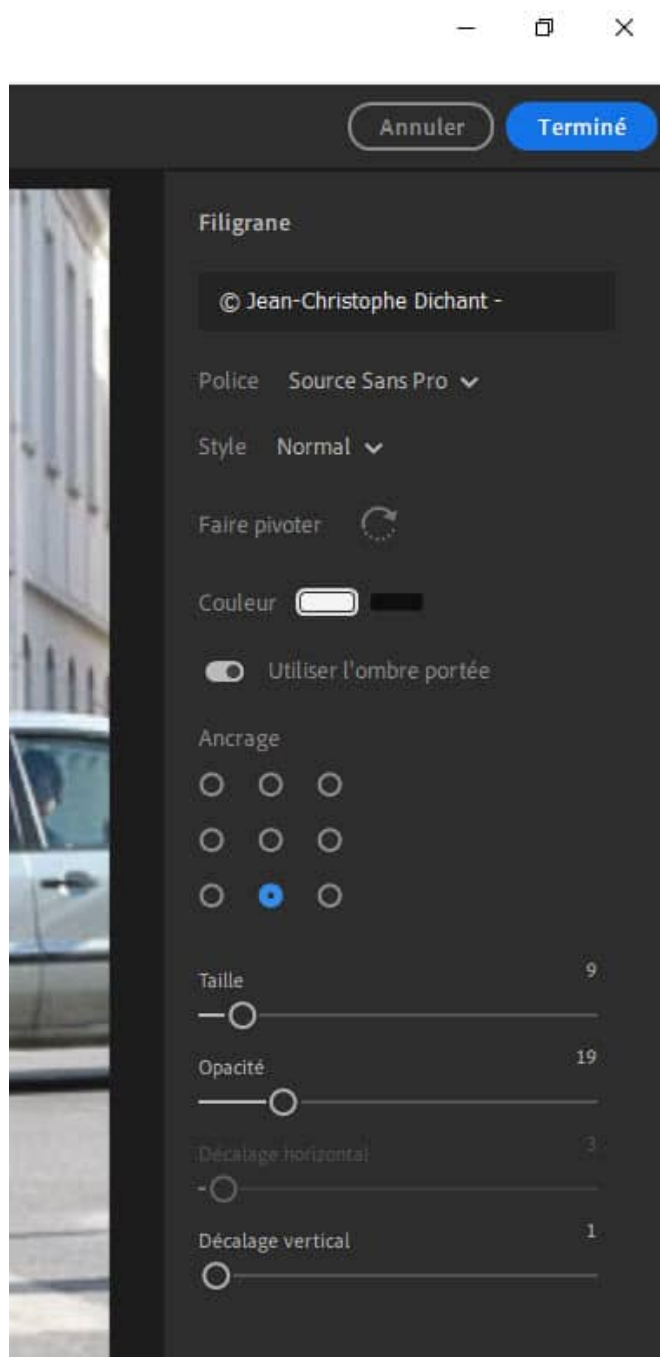 Annuler Terminé
Filigrane
© Jean-Christophe Dichant -
Police Source Sans Pro
Style Normal
Faire pivoter
Couleur
Utiliser l'ombre portée
Ancrage
Taille 9
Opacité 19
Décalage horizontal 3
Décalage vertical 1